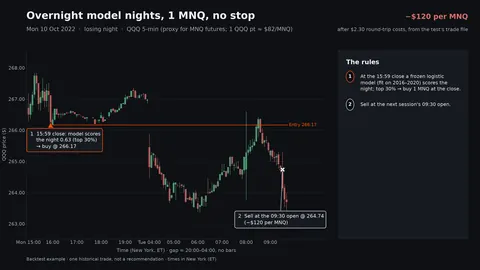 Overnight model nights, 1 MNQ, no stop
~$120 per MNQ
Mon 10 Oct 2022 · losing night · QQQ 5-min (proxy for MNQ futures; 1 QQQ pt ≈ $82/MNQ)
after $2.30 round-trip costs, from the test's trade file
The rules
1 At the 15:59 close a frozen logistic
model (fit on 2016–2020) scores the
night; top 30% → buy 1 MNQ at the close.
2 Sell at the next session's 09:30 open.
QQQ price ($)
268.00
267.00
266.00
265.00
264.00
263.00
Entry 266.17
1 15:59 close: model scores
the night 0.63 (top 30%)
→ buy @ 266.17
2 Sell at the 09:30 open @ 264.74
(~$120 per MNQ)
Mon 15:00 16:00 17:00 18:00 19:00 Tue 04:00 05:00 06:00 07:00 08:00 09:00
Time (New York, ET) · gap = 20:00–04:00, no bars
Backtest example · one historical trade, not a recommendation · times in New York (ET)